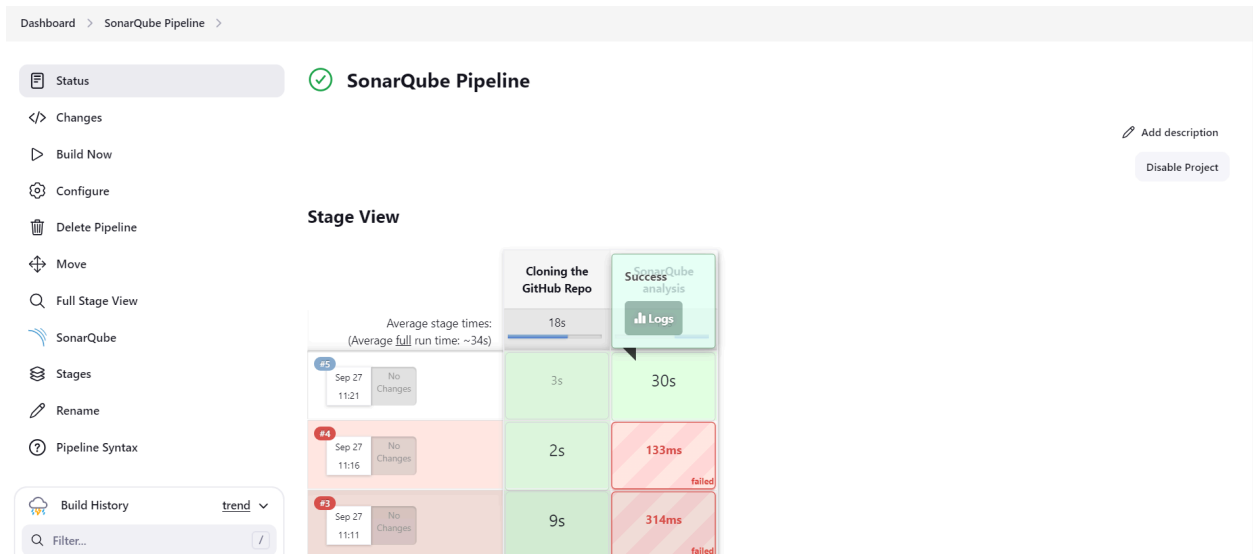 Dashboard > SonarQube Pipeline >
Status
Changes
Build Now
Configure
Delete Pipeline
Move
Full Stage View
SonarQube
Stages
Rename
Pipeline Syntax
Build History trend
Filter... /
SonarQube Pipeline
Add description
Disable Project
Stage View
Cloning the
GitHub Repo
SonarQube
analysis
Success
Logs
Average stage times:
(Average full run time: ~34s)
18s
#5
Sep 27
11:21
No
Changes
3s
30s
#4
Sep 27
11:16
No
Changes
2s
133ms
failed
#3
Sep 27
11:11
No
Changes
9s
314ms
failed